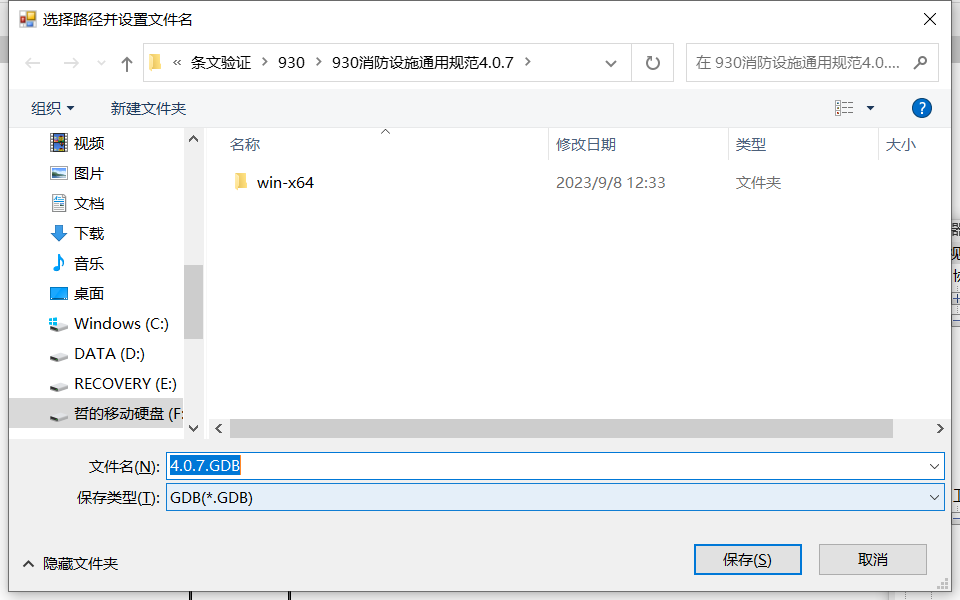 选择路径并设置文件名
« 条文验证 › 930 › 930消防设施通用规范4.0.7 ›
在 930消防设施通用规范4.0....
组织
新建文件夹
名称 修改日期 类型 大小
视频
图片
文档
下载
音乐
桌面
Windows (C:)
DATA (D:)
RECOVERY (E:)
哲的移动硬盘 (F:
win-x64 2023/9/8 12:33 文件夹
文件名(N): 4.0.7.GDB
保存类型(T): GDB(*.GDB)
隐藏文件夹
保存(S)
取消